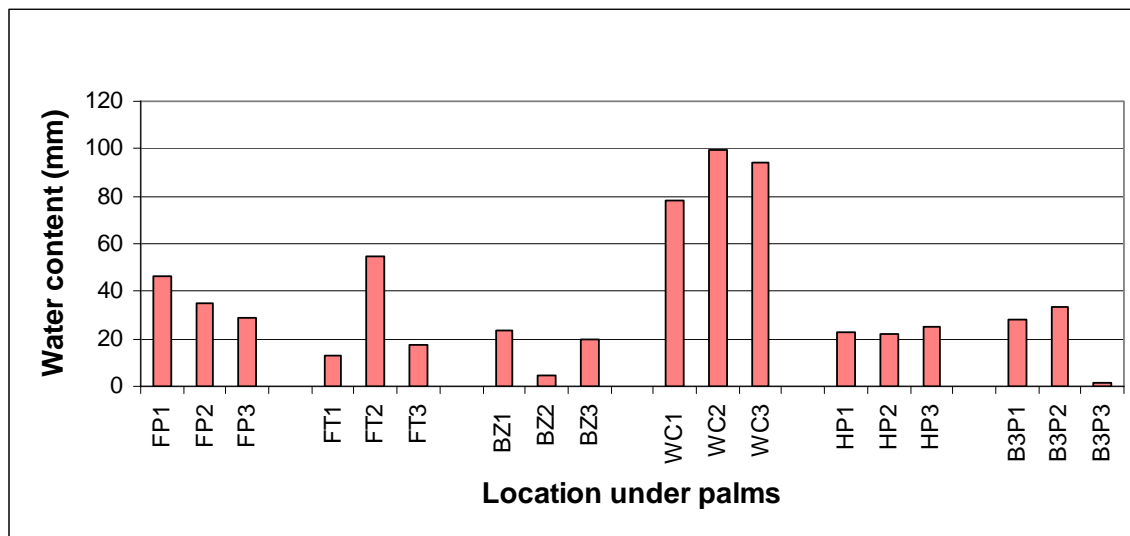 Water content (mm)
120
100
80
60
40
20
0
FP1 FP2 FP3 FT1 FT2 FT3 BZ1 BZ2 BZ3 WC1 WC2 WC3 HP1 HP2 HP3 B3P1 B3P2 B3P3
Location under palms